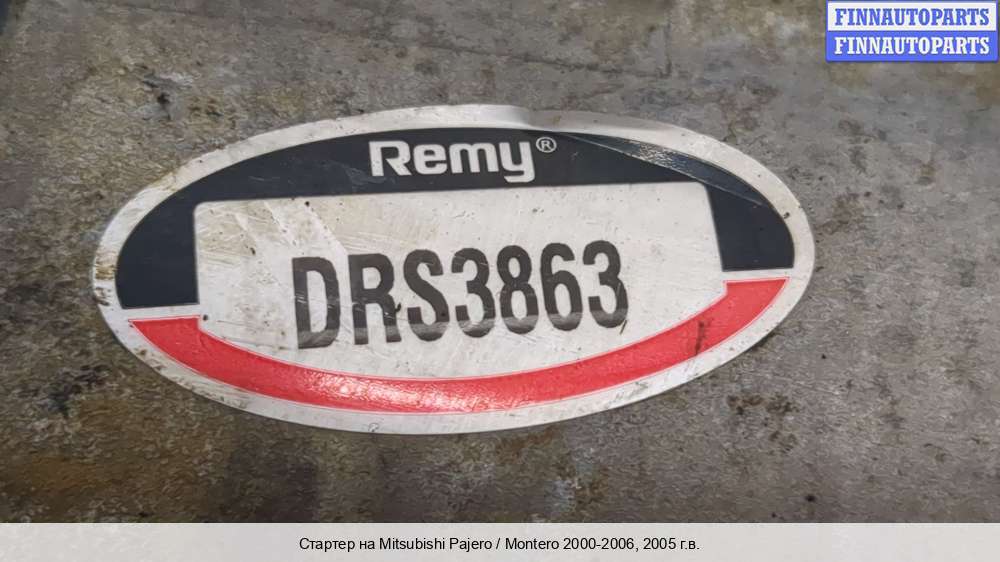 FINNAUTOPARTS
FINNAUTOPARTS
Remy®
DRS3863
Стартер на Mitsubishi Pajero / Montero 2000-2006, 2005 г.в.